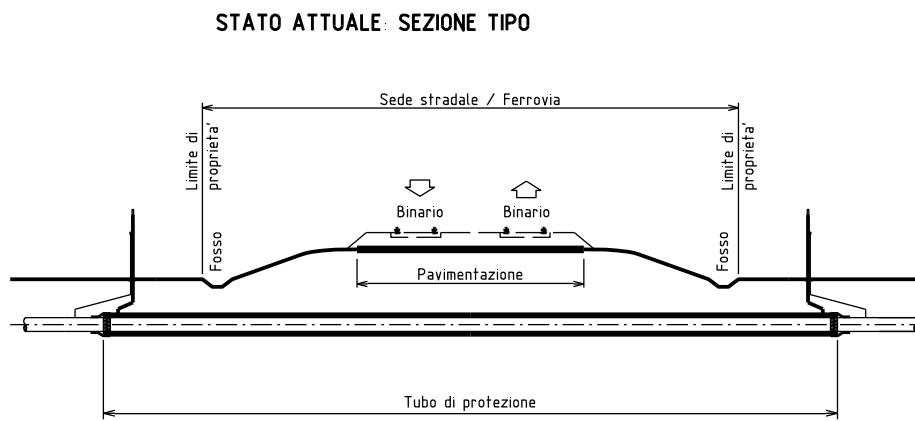 STATO ATTUALE: SEZIONE TIPO
Sede stradale / Ferrovia
Limite di
proprieta'
Limite di
proprieta'
Binario
Binario
Fosso
Fosso
Pavimentazione
Tubo di protezione